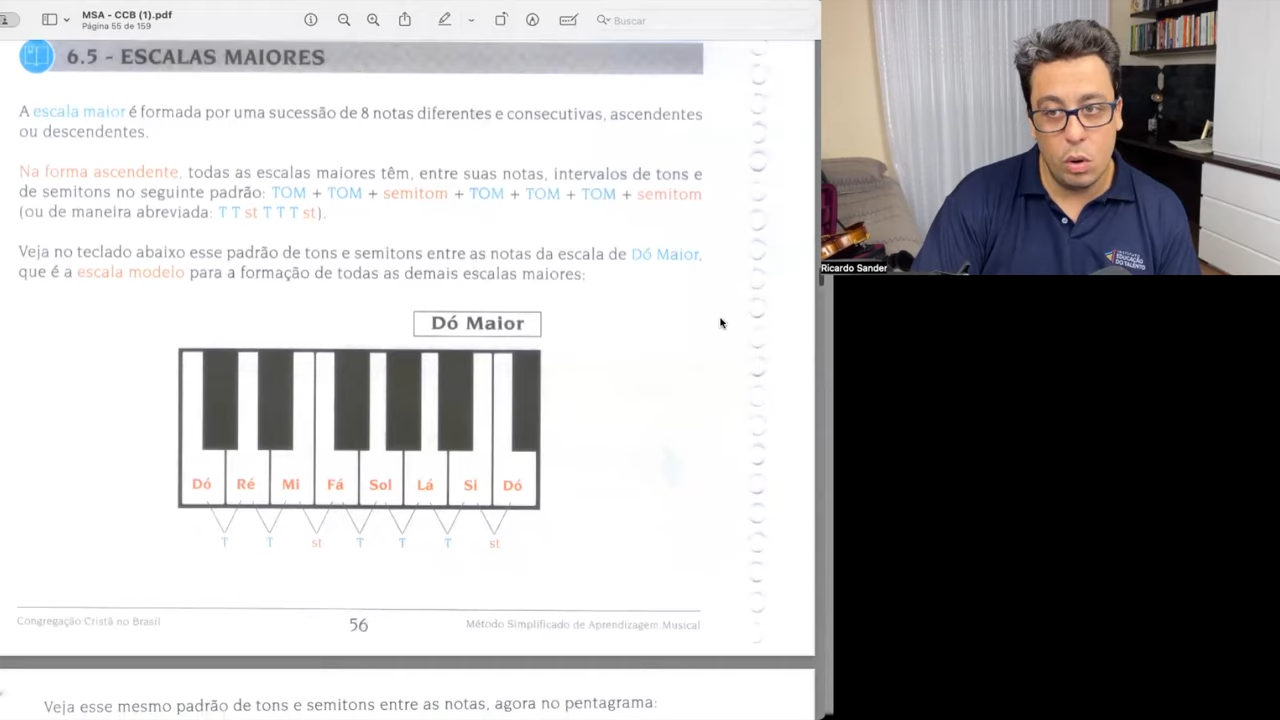 MSA - CCB (1).pdf
Página 55 de 159
Buscar
6.5 - ESCALAS MAIORES
A escala maior é formada por uma sucessão de 8 notas diferentes e consecutivas, ascendentes
ou descendentes.
Na forma ascendente, todas as escalas maiores têm, entre suas notas, intervalos de tons e
de semitons no seguinte padrão: TOM + TOM + semitom + TOM + TOM + TOM + semitom
(ou de maneira abreviada: T T st T T T st).
Veja no teclado abaixo esse padrão de tons e semitons entre as notas da escala de Dó Maior,
que é a escala modelo para a formação de todas as demais escalas maiores:
Dó Maior
Dó Ré Mi Fá Sol Lá Si Dó
T T st T T T st
Congregação Cristã no Brasil 56 Método Simplificado de Aprendizagem Musical
Veja esse mesmo padrão de tons e semitons entre as notas, agora no pentagrama:
Ricardo Sander
INSTITUTO
EDUCAÇÃO
DO TALENTO